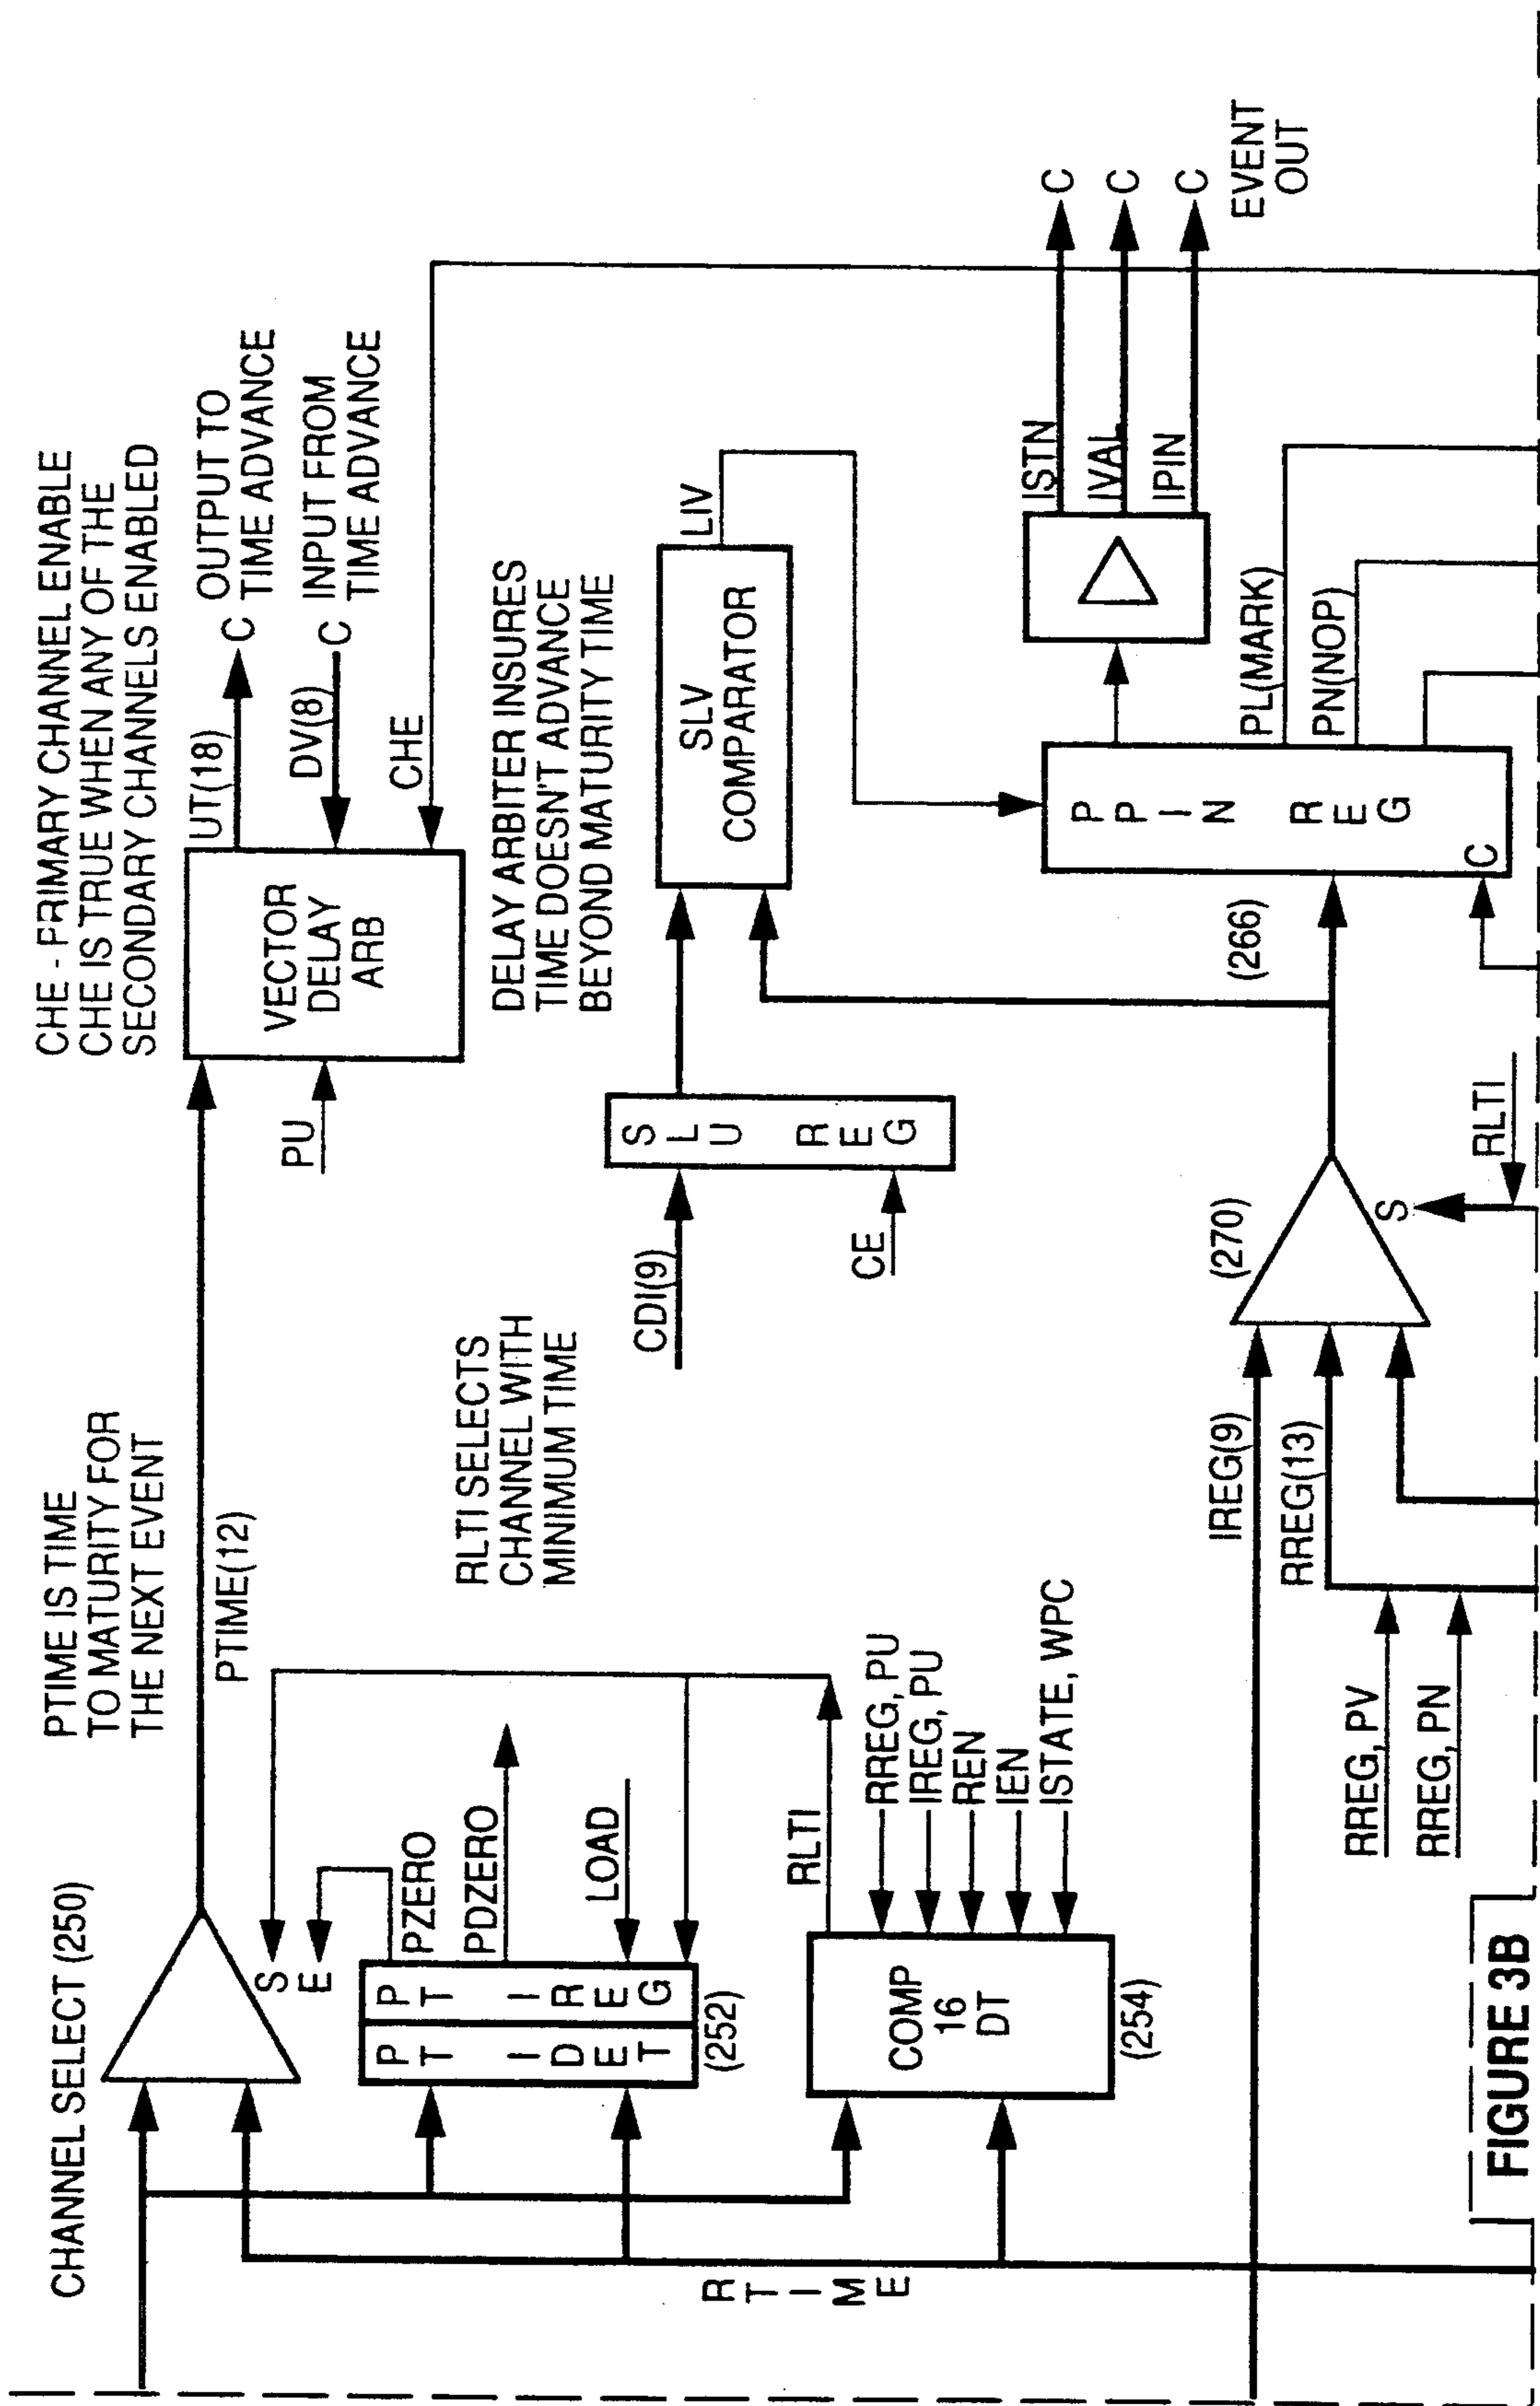 CHANNEL SELECT (250)
PTIME IS TIME
TO MATURITY FOR
THE NEXT EVENT
PTIME(12)
CHE - PRIMARY CHANNEL ENABLE
CHE IS TRUE WHEN ANY OF THE
SECONDARY CHANNELS ENABLED
UT(18)
C
OUTPUT TO
TIME ADVANCE
DV(8)
C
INPUT FROM
TIME ADVANCE
CHE
VECTOR
DELAY
ARB
PU
S
E
PZERO
PDZERO
LOAD
PT IDET
PT IREG
(252)
RLTI SELECTS
CHANNEL WITH
MINIMUM TIME
DELAY ARBITER INSURES
TIME DOESN'T ADVANCE
BEYOND MATURITY TIME
CDI(9)
CE
SLU REG
SLV
COMPARATOR
LIV
RTIME
COMP
16
DT
(254)
RLTI
RREG, PU
IREG, PU
REN
IEN
ISTATE, WPC
ISTN
C
IVAL
C
IPIN
C
EVENT
OUT
IREG(9)
RREG(13)
(270)
S
RLTI
(266)
PPIN REG
C
PL(MARK)
PN(NOP)
RREG, PV
RREG, PN
FIGURE 3B